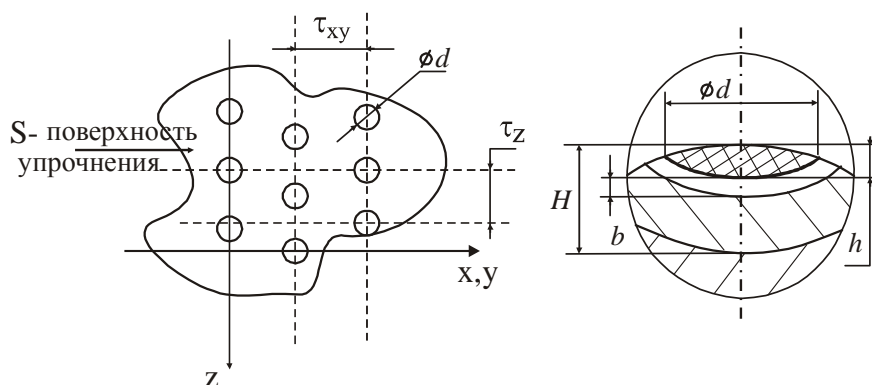 τxy
ϕd
S- поверхность
упрочнения
τz
x,y
z
ϕd
H
b
h